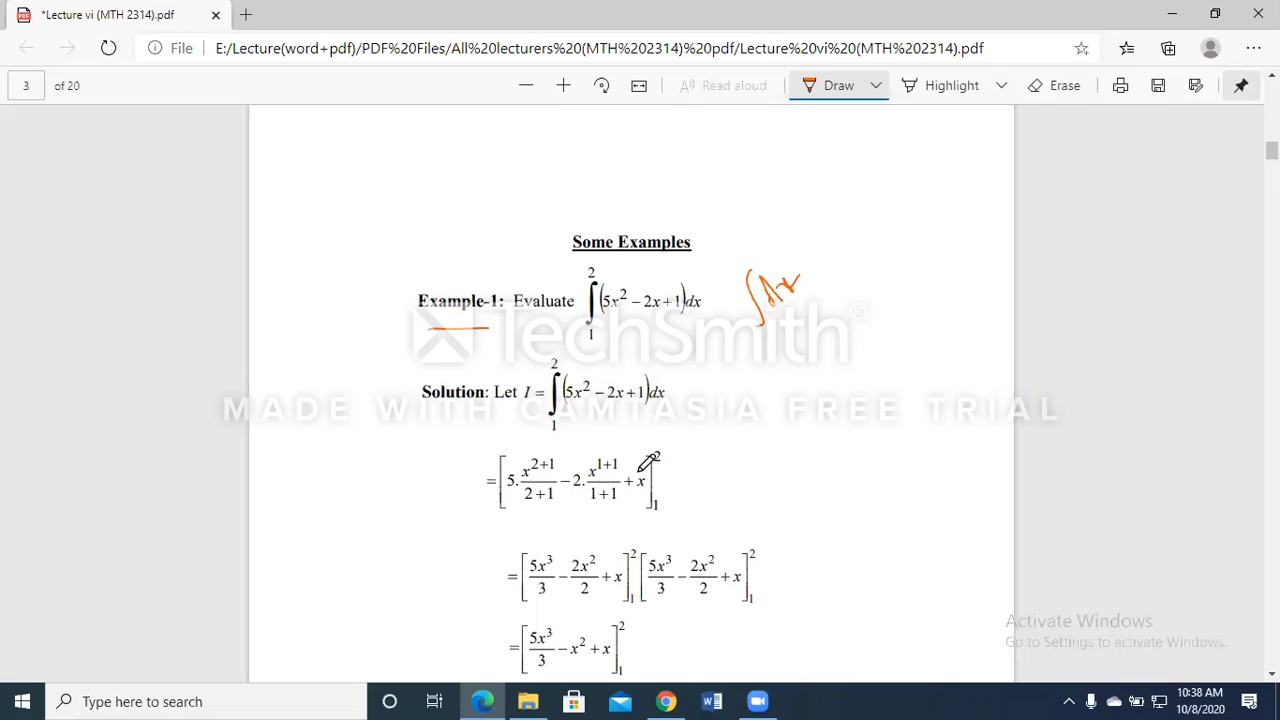 *Lecture vi (MTH 2314).pdf
File E:/Lecture(word+pdf)/PDF%20Files/All%20lecturers%20(MTH%202314)%20pdf/Lecture%20vi%20(MTH%202314).pdf
3 of 20 Read aloud Draw Highlight Erase
Some Examples
Example-1: Evaluate ∫₁² (5x² − 2x + 1)dx ∫dx
TechSmith®
Solution: Let I = ∫₁² (5x² − 2x + 1)dx
MADE WITH CAMTASIA FREE TRIAL
= [5.x^(2+1)/(2+1) − 2.x^(1+1)/(1+1) + x]₁²
= [5x³/3 − 2x²/2 + x]₁² [5x³/3 − 2x²/2 + x]₁²
= [5x³/3 − x² + x]₁²
Activate Windows
Go to Settings to activate Windows.
Type here to search
10:38 AM
10/8/2020